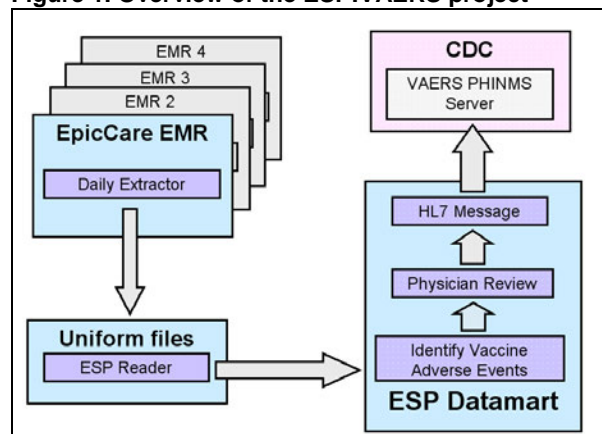 Figure 1. Overview of the ESP:VAERS project
EMR 4
EMR 3
EMR 2
EpicCare EMR
Daily Extractor
Uniform files
ESP Reader
CDC
VAERS PHINMS
Server
HL7 Message
Physician Review
Identify Vaccine
Adverse Events
ESP Datamart